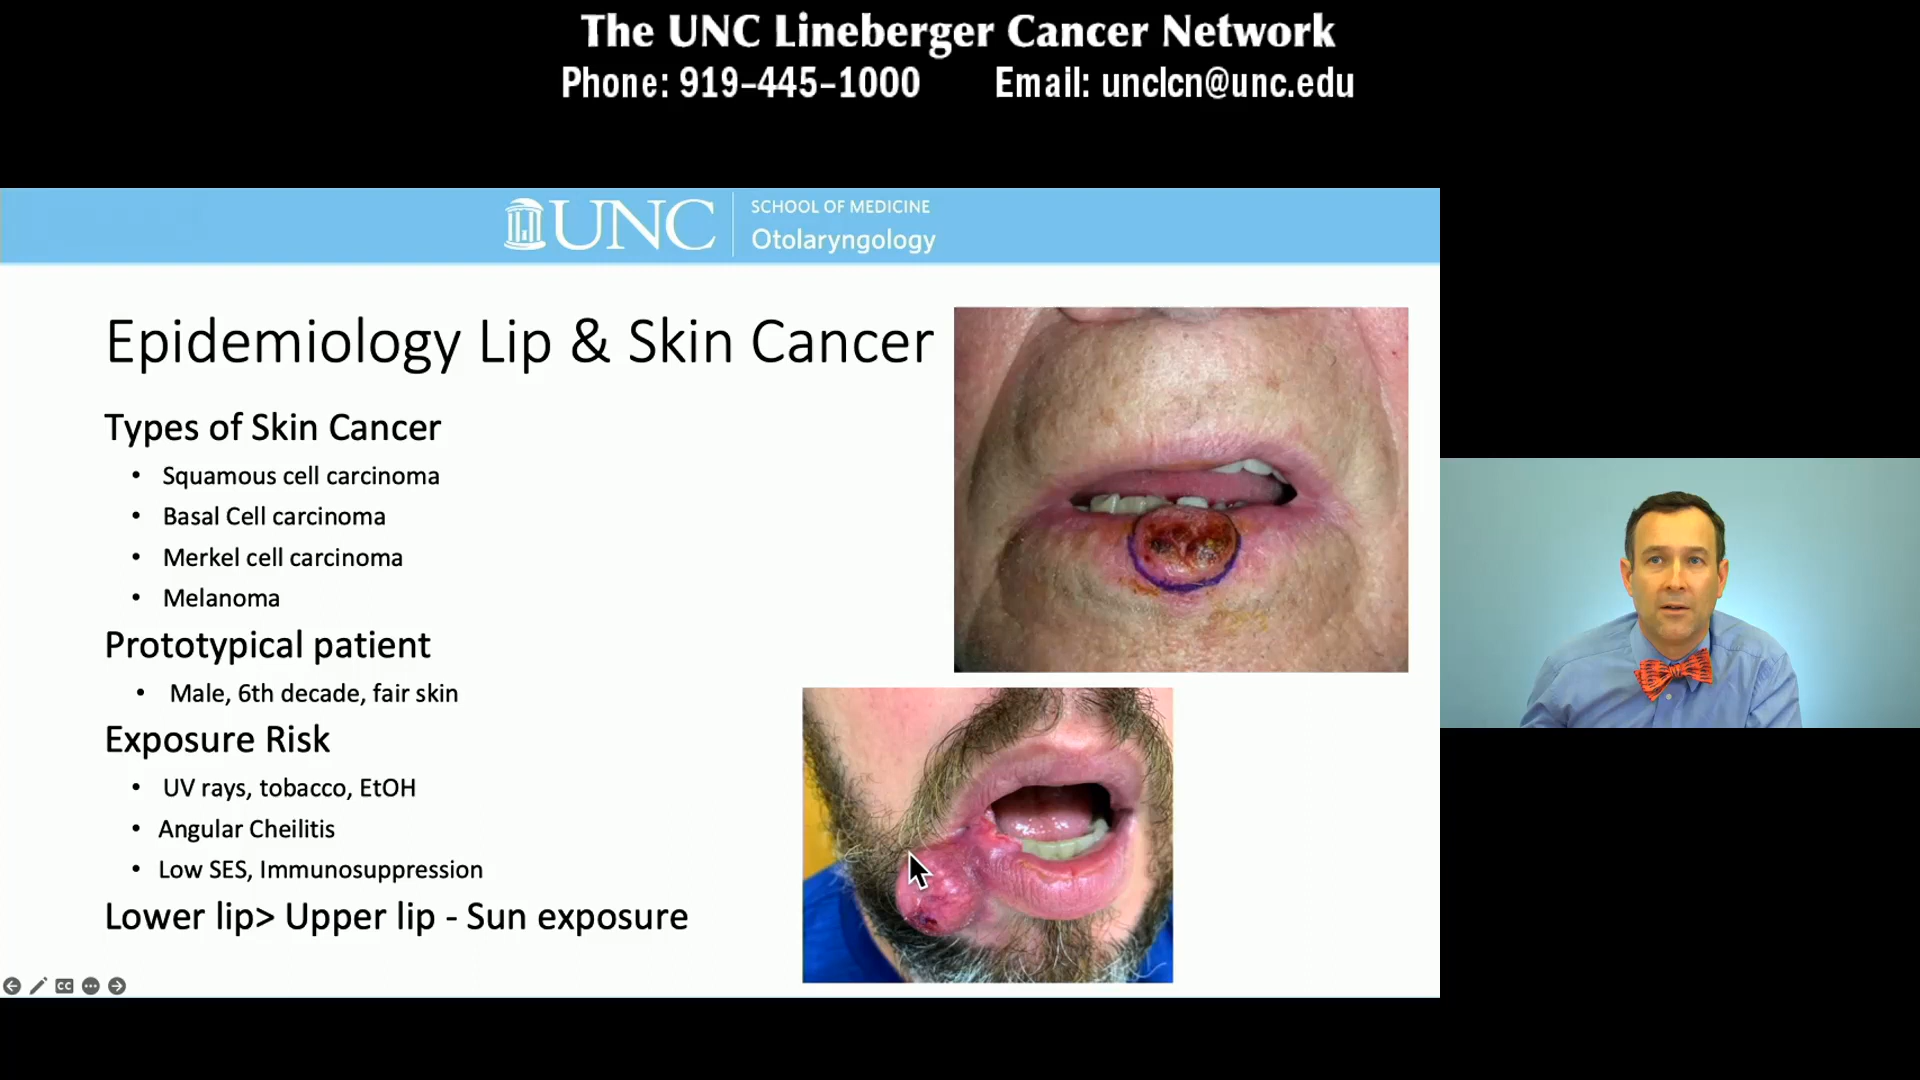 The UNC Lineberger Cancer Network
Phone: 919-445-1000 Email: unclcn@unc.edu
UNC
SCHOOL OF MEDICINE
Otolaryngology
Epidemiology Lip & Skin Cancer
Types of Skin Cancer
• Squamous cell carcinoma
• Basal Cell carcinoma
• Merkel cell carcinoma
• Melanoma
Prototypical patient
• Male, 6th decade, fair skin
Exposure Risk
• UV rays, tobacco, EtOH
• Angular Cheilitis
• Low SES, Immunosuppression
Lower lip> Upper lip - Sun exposure
CC